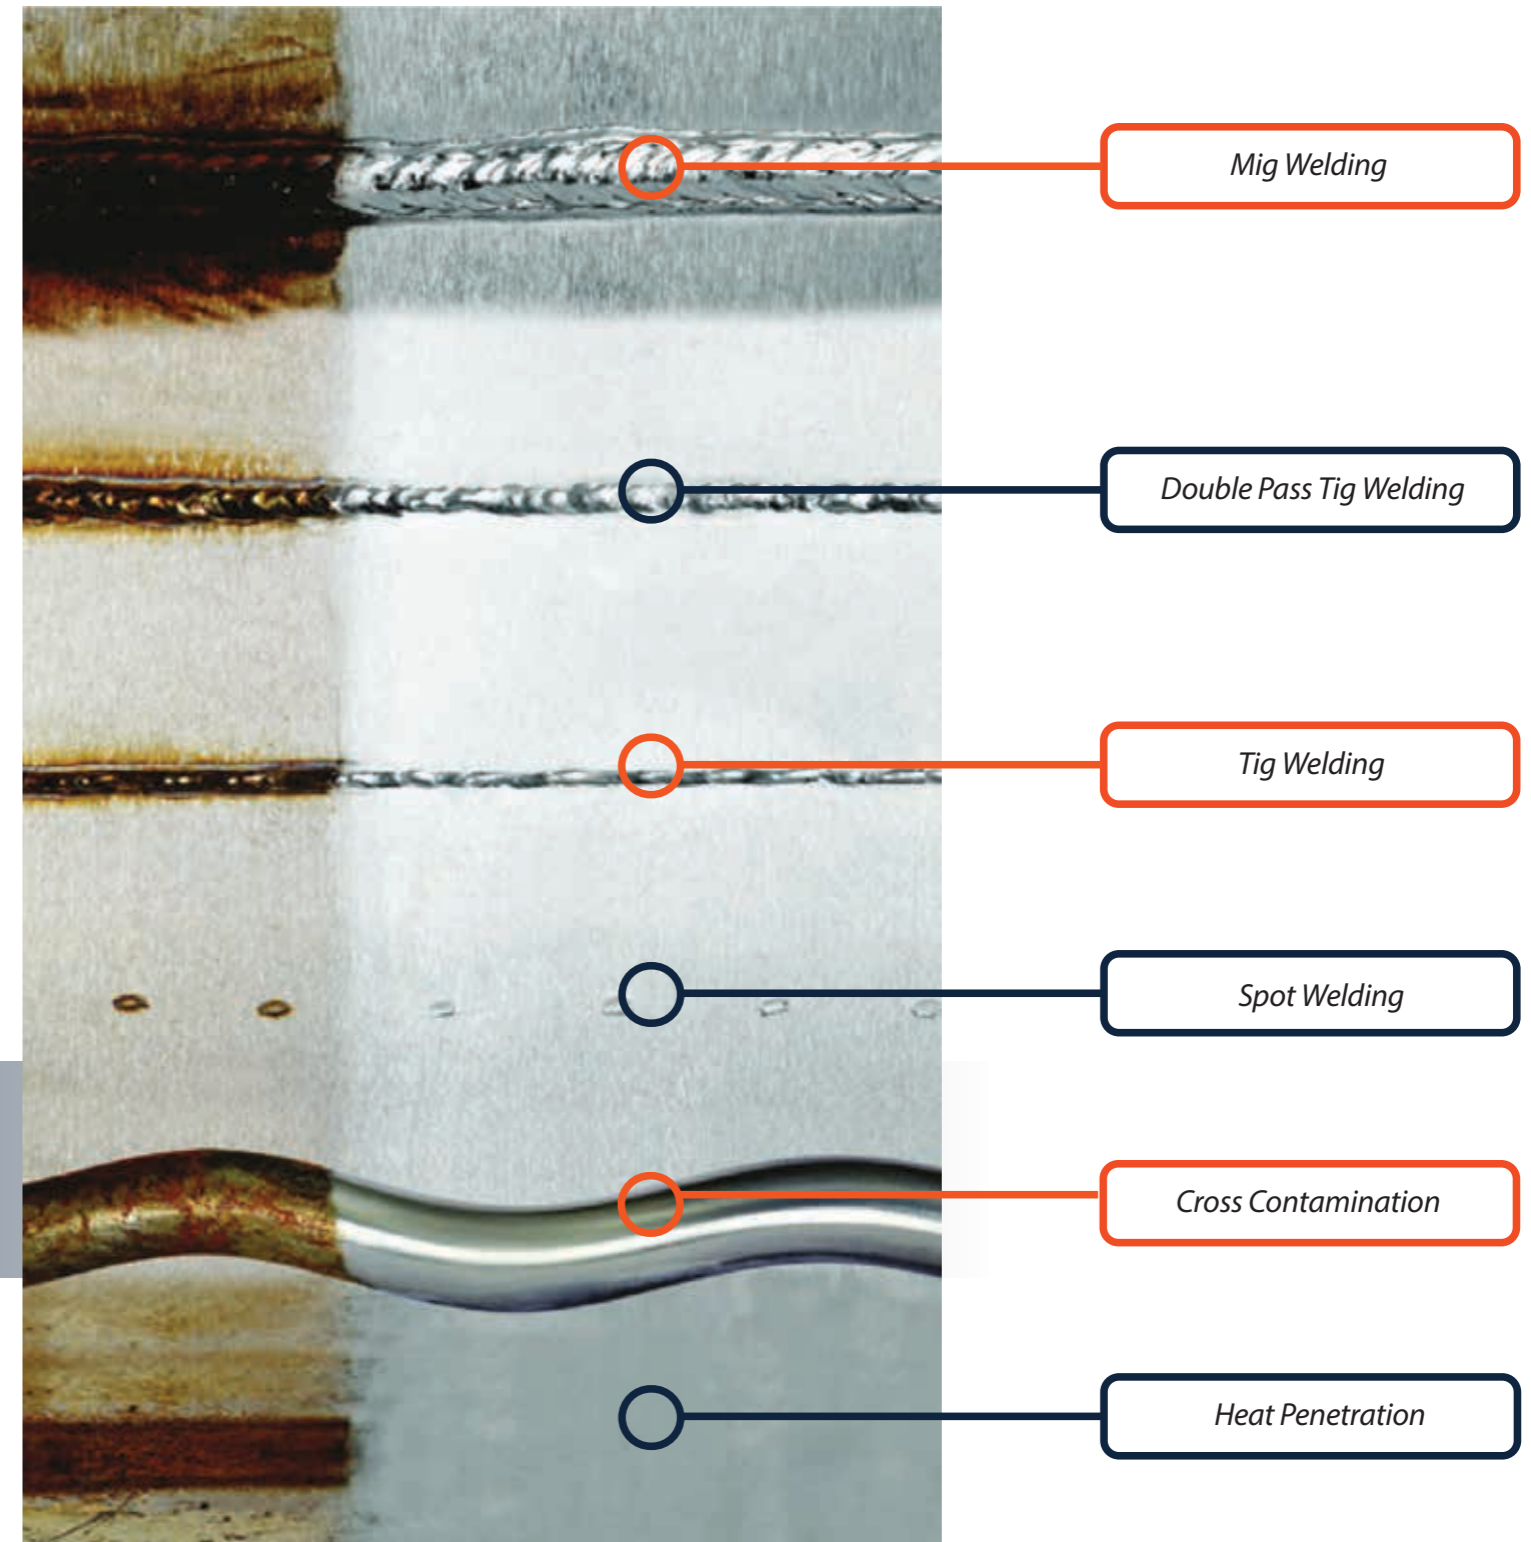 Mig Welding
Double Pass Tig Welding
Tig Welding
Spot Welding
Cross Contamination
Heat Penetration